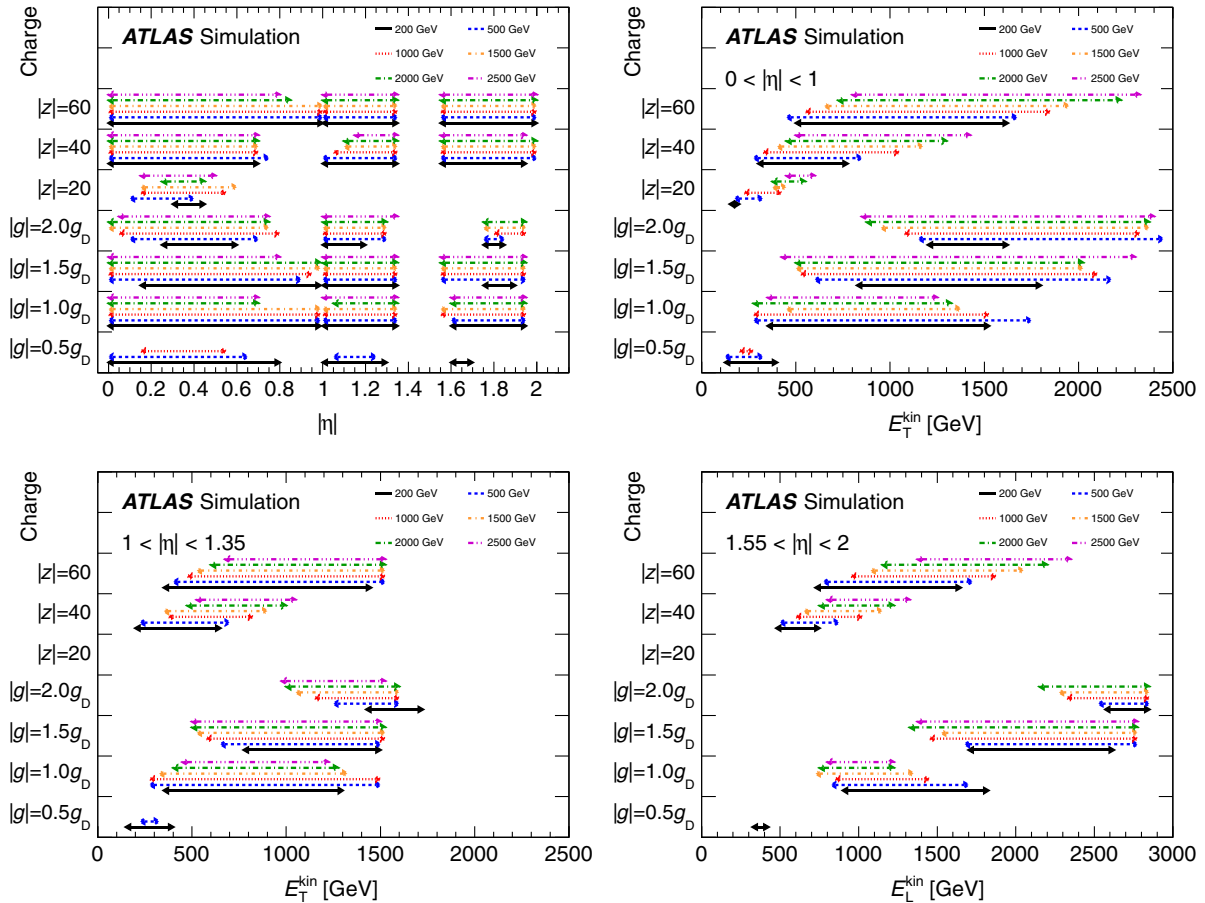 ATLAS Simulation
200 GeV 500 GeV
1000 GeV 1500 GeV
2000 GeV 2500 GeV
Charge
|z|=60
|z|=40
|z|=20
|g|=2.0g_D
|g|=1.5g_D
|g|=1.0g_D
|g|=0.5g_D
0 0.2 0.4 0.6 0.8 1 1.2 1.4 1.6 1.8 2
|η|
ATLAS Simulation
200 GeV 500 GeV
1000 GeV 1500 GeV
2000 GeV 2500 GeV
0 < |η| < 1
Charge
|z|=60
|z|=40
|z|=20
|g|=2.0g_D
|g|=1.5g_D
|g|=1.0g_D
|g|=0.5g_D
0 500 1000 1500 2000 2500
E_T^kin [GeV]
ATLAS Simulation
200 GeV 500 GeV
1000 GeV 1500 GeV
2000 GeV 2500 GeV
1 < |η| < 1.35
Charge
|z|=60
|z|=40
|z|=20
|g|=2.0g_D
|g|=1.5g_D
|g|=1.0g_D
|g|=0.5g_D
0 500 1000 1500 2000 2500
E_T^kin [GeV]
ATLAS Simulation
200 GeV 500 GeV
1000 GeV 1500 GeV
2000 GeV 2500 GeV
1.55 < |η| < 2
Charge
|z|=60
|z|=40
|z|=20
|g|=2.0g_D
|g|=1.5g_D
|g|=1.0g_D
|g|=0.5g_D
0 500 1000 1500 2000 2500 3000
E_L^kin [GeV]